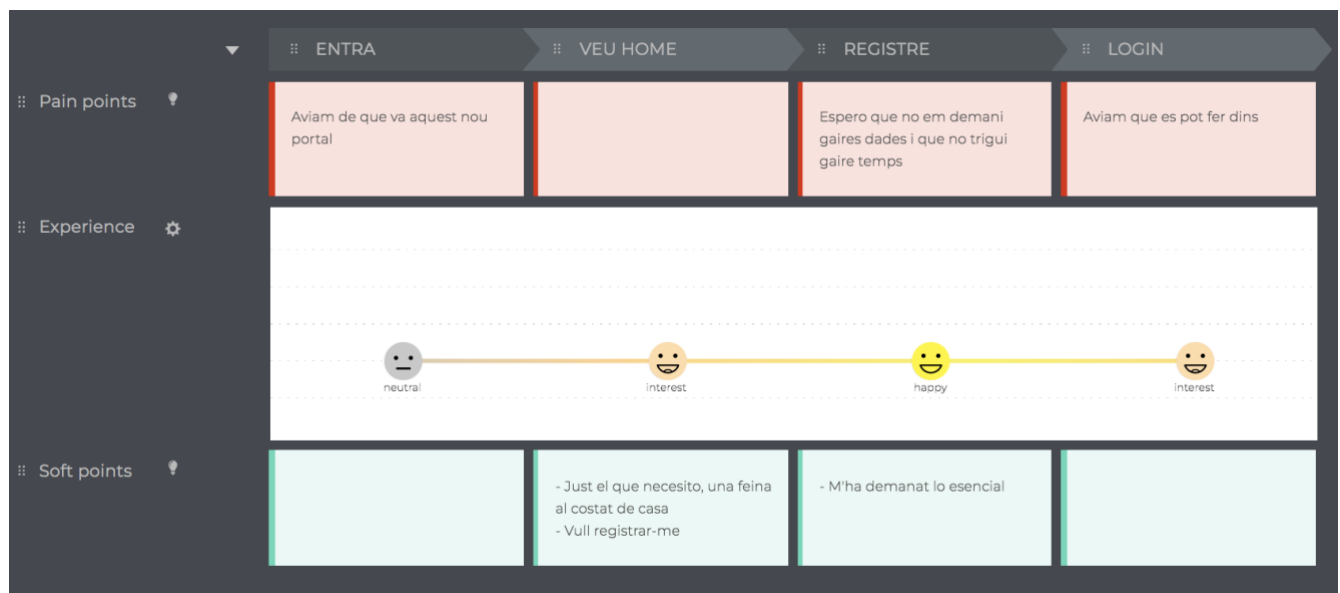 ENTRA
VEU HOME
REGISTRE
LOGIN
Pain points
Aviam de que va aquest nou
portal
Espero que no em demani
gaires dades i que no trigui
gaire temps
Aviam que es pot fer dins
Experience
neutral
interest
happy
interest
Soft points
- Just el que necesito, una feina
al costat de casa
- Vull registrar-me
- M'ha demanat lo esencial